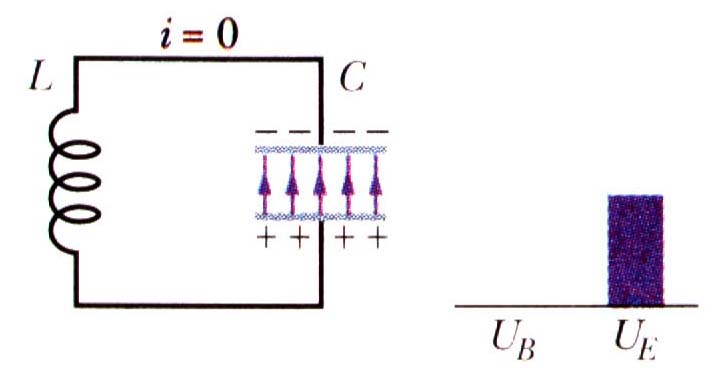 i = 0
L
C
– – – –
+ + + +
U_B
U_E